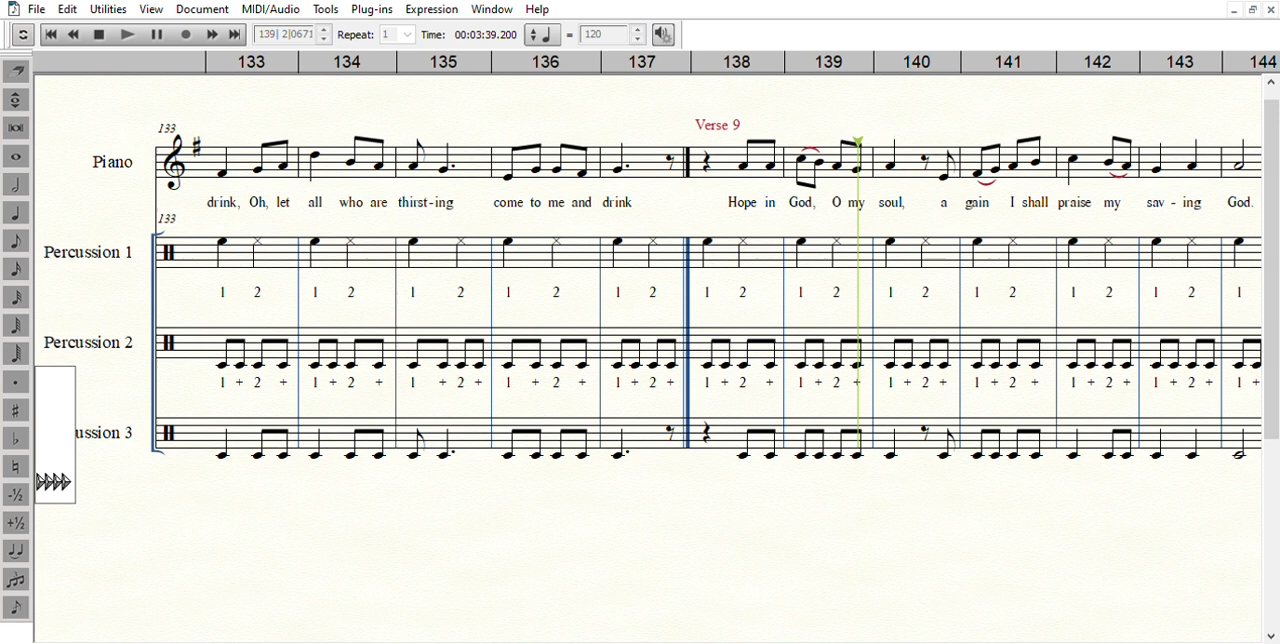 File Edit Utilities View Document MIDI/Audio Tools Plug-ins Expression Window Help
139| 2|0671 Repeat: 1 Time: 00:03:39.200 = 120
133 134 135 136 137 138 139 140 141 142 143 144
Verse 9
133
Piano
drink, Oh, let all who are thirst-ing come to me and drink Hope in God, O my soul, a gain I shall praise my sav - ing God.
133
Percussion 1
1 2 1 2 1 2 1 2 1 2 1 2 1 2 1 2 1 2 1 2 1 2 1
Percussion 2
1 + 2 + 1 + 2 + 1 + 2 + 1 + 2 + 1 + 2 + 1 + 2 + 1 + 2 + 1 + 2 + 1 + 2 + 1 + 2 + 1 + 2 + 1 +
ussion 3
-½
+½